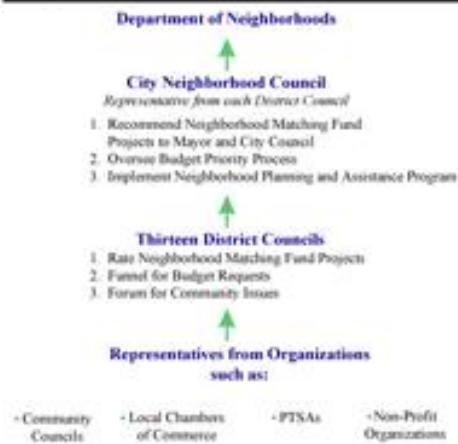 Department of Neighborhoods
City Neighborhood Council
Representative from each District Council
1. Recommend Neighborhood Matching Fund
Projects to Mayor and City Council
2. Oversee Budget Priority Process
3. Implement Neighborhood Planning and Assistance Program
Thirteen District Councils
1. Rate Neighborhood Matching Fund Projects
2. Funnel for Budget Requests
3. Forum for Community Issues
Representatives from Organizations
such as:
- Community Councils
- Local Chambers of Commerce
- PTSAs
- Non-Profit Organizations